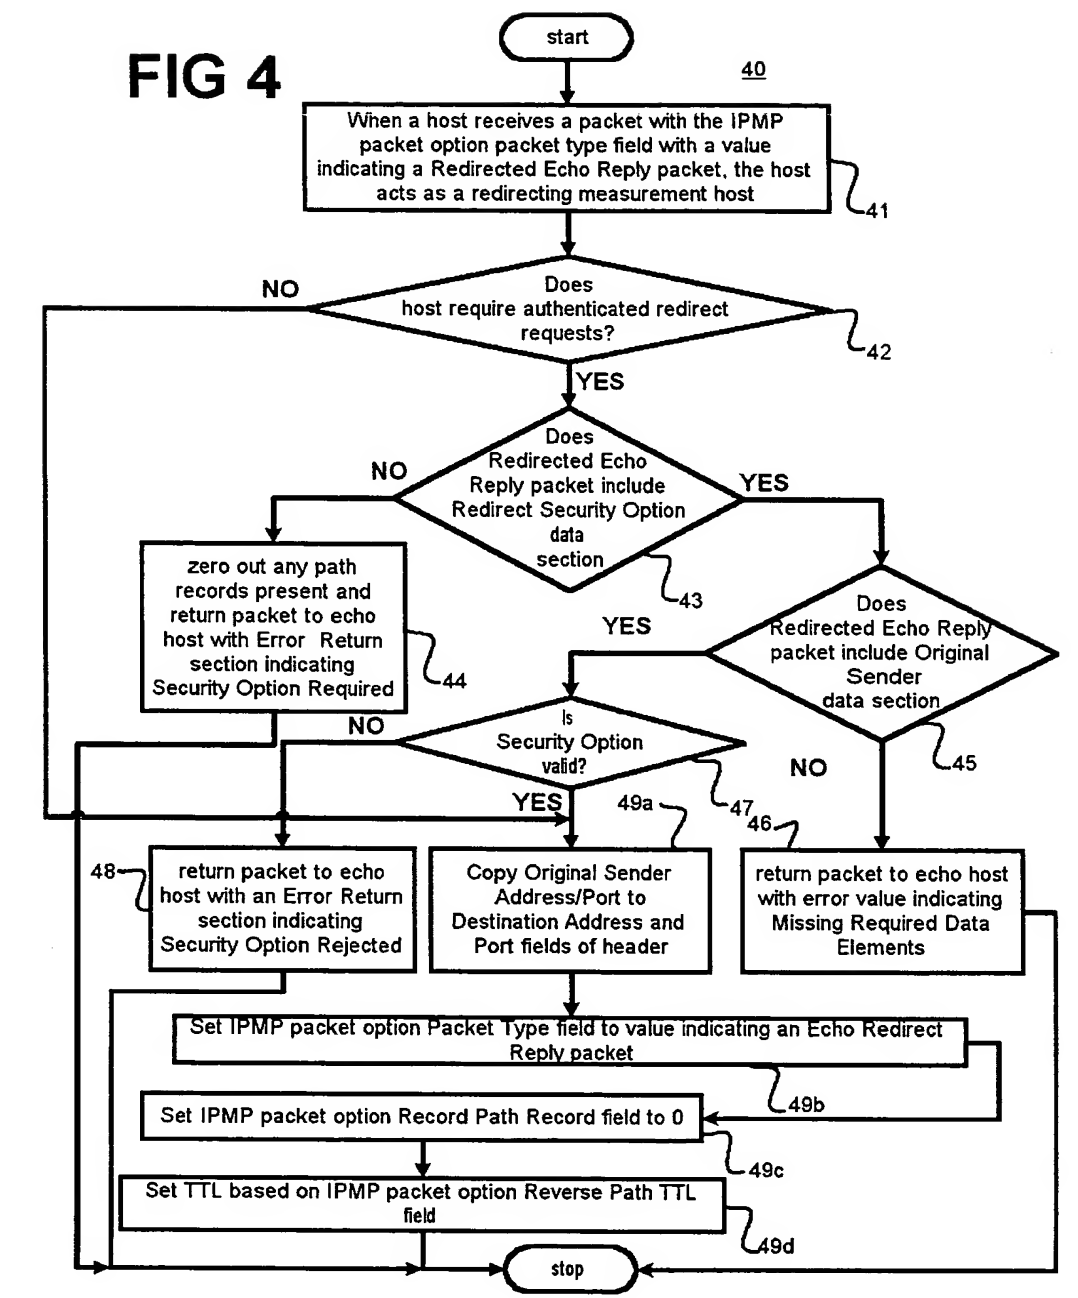 start
FIG 4
40
When a host receives a packet with the IPMP
packet option packet type field with a value
indicating a Redirected Echo Reply packet, the host
acts as a redirecting measurement host
41
NO
Does
host require authenticated redirect
requests?
42
YES
Does
Redirected Echo
Reply packet include
Redirect Security Option
data
section
NO
YES
43
zero out any path
records present and
return packet to echo
host with Error Return
section indicating
Security Option Required
44
YES
Does
Redirected Echo Reply
packet include Original
Sender
data section
45
NO
Is
Security Option
valid?
NO
47
YES
49a
46
48
return packet to echo
host with an Error Return
section indicating
Security Option Rejected
Copy Original Sender
Address/Port to
Destination Address and
Port fields of header
return packet to echo host
with error value indicating
Missing Required Data
Elements
Set IPMP packet option Packet Type field to value indicating an Echo Redirect
Reply packet
49b
Set IPMP packet option Record Path Record field to 0
49c
Set TTL based on IPMP packet option Reverse Path TTL
field
49d
stop